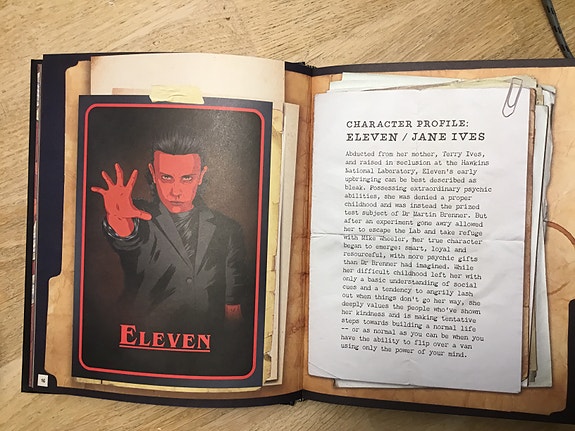 ELEVEN
CHARACTER PROFILE:
ELEVEN / JANE IVES
Abducted from her mother, Terry Ives,
and raised in seclusion at the Hawkins
National Laboratory, Eleven's early
upbringing can be best described as
bleak. Possessing extraordinary psychic
abilities, she was denied a proper
childhood and was instead the prized
test subject of Dr Martin Brenner. But
after an experiment gone awry allowed
her to escape the Lab and take refuge
with Mike Wheeler, her true character
began to emerge: smart, loyal and
resourceful, with more psychic gifts
than Dr Brenner had imagined. While
her difficult childhood left her with
only a basic understanding of social
cues and a tendency to angrily lash
out when things don't go her way, she
deeply values the people who've shown
her kindness and is making tentative
steps towards building a normal life
-- or as normal as you can be when you
have the ability to flip over a van
using only the power of your mind.